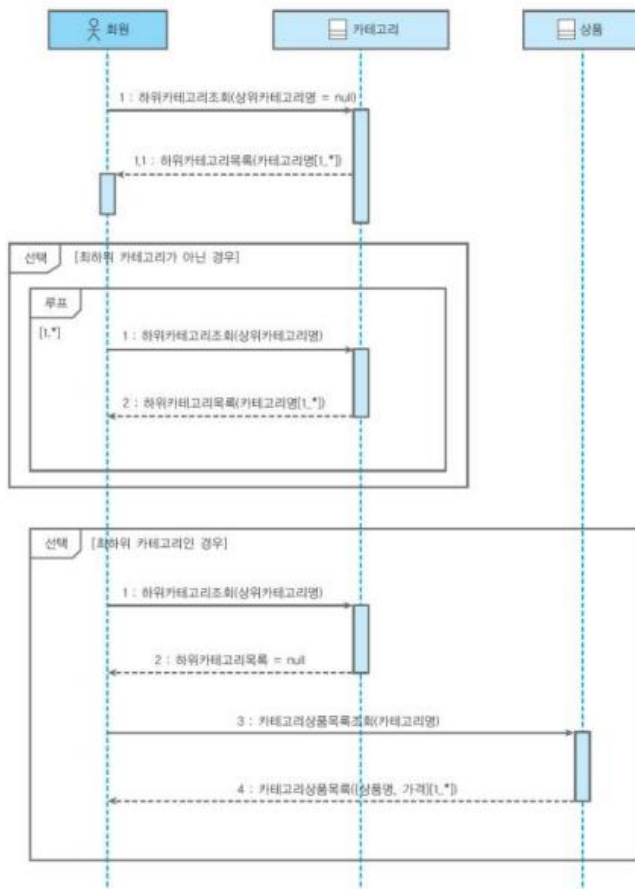 회원
카테고리
상품
1 : 하위카테고리조회(상위카테고리명 = null)
1.1 : 하위카테고리목록(카테고리명[1..*])
선택
[최하위 카테고리가 아닌 경우]
루프
[1..*]
1 : 하위카테고리조회(상위카테고리명)
2 : 하위카테고리목록(카테고리명[1..*])
선택
[최하위 카테고리인 경우]
1 : 하위카테고리조회(상위카테고리명)
2 : 하위카테고리목록 = null
3 : 카테고리상품목록조회(카테고리명)
4 : 카테고리상품목록((상품명, 가격)[1..*])